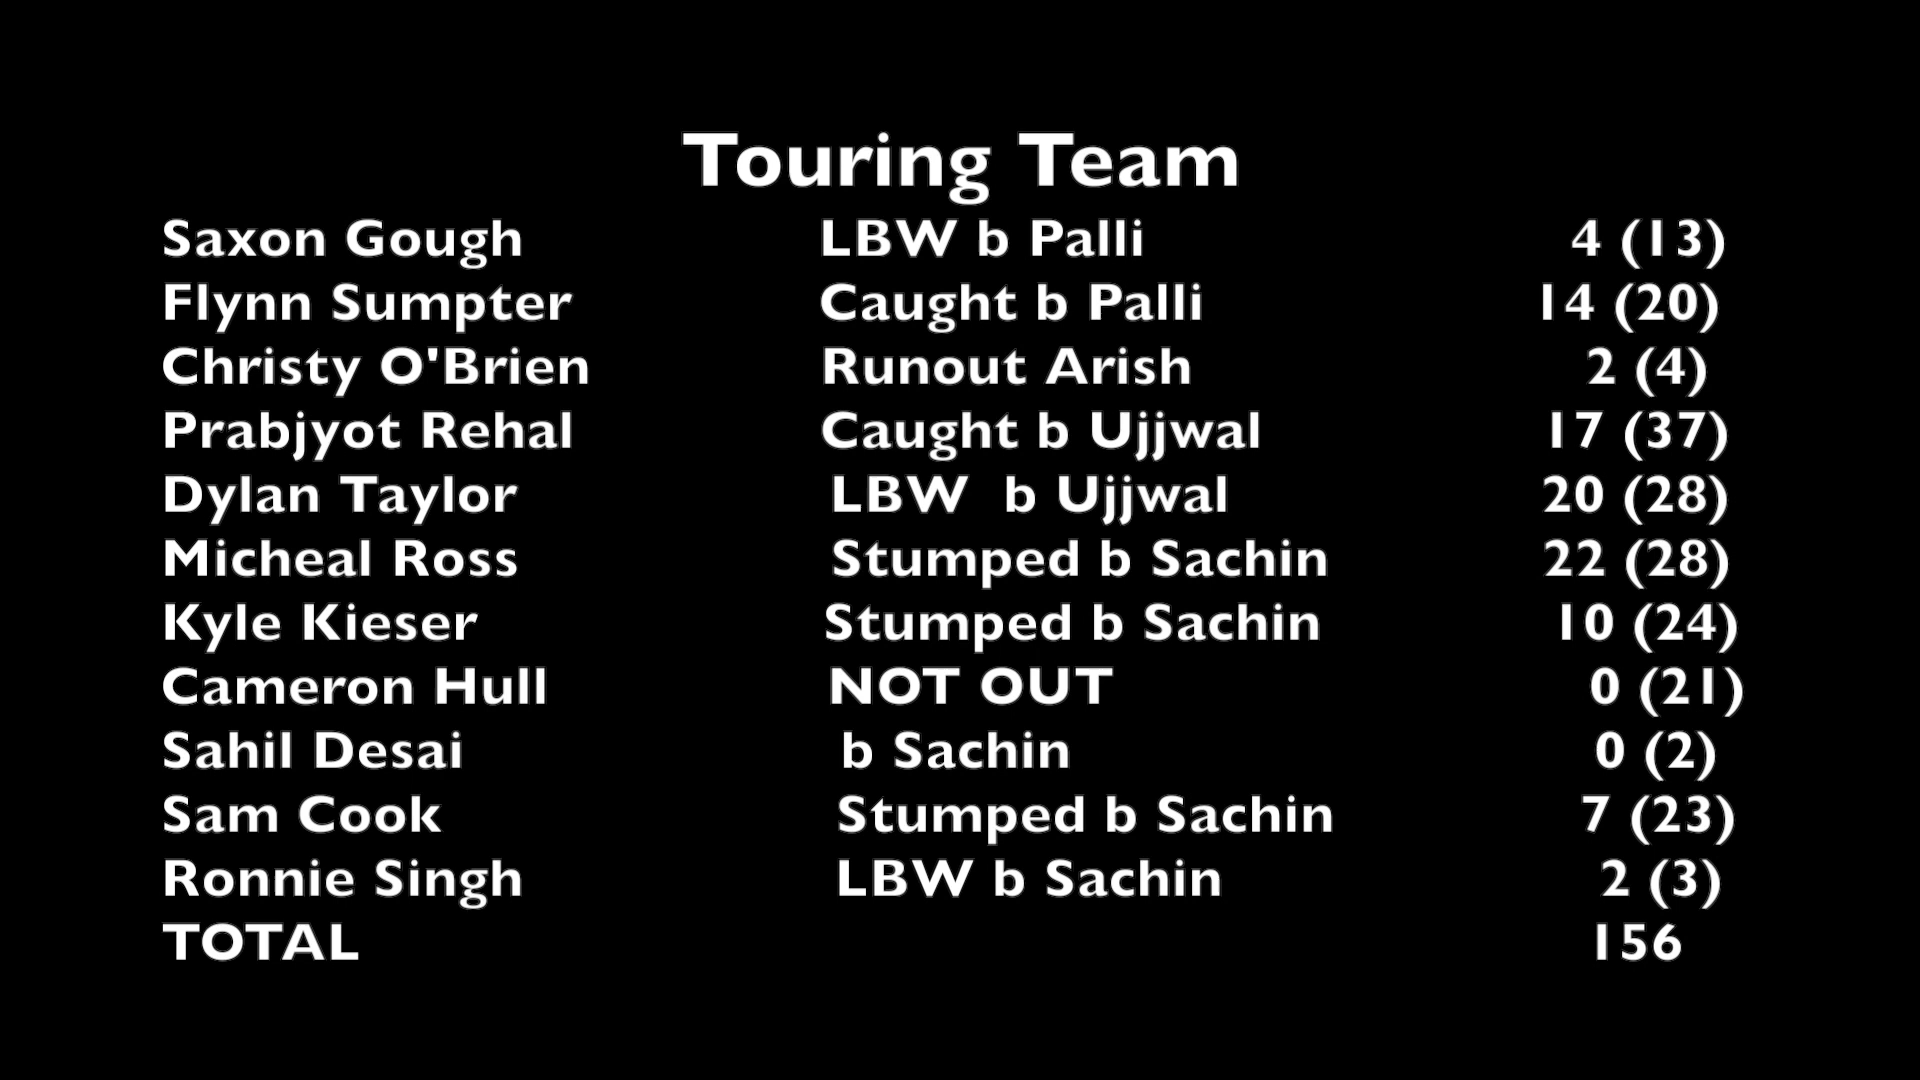 Touring Team
Saxon Gough LBW b Palli 4 (13)
Flynn Sumpter Caught b Palli 14 (20)
Christy O'Brien Runout Arish 2 (4)
Prabjyot Rehal Caught b Ujjwal 17 (37)
Dylan Taylor LBW b Ujjwal 20 (28)
Micheal Ross Stumped b Sachin 22 (28)
Kyle Kieser Stumped b Sachin 10 (24)
Cameron Hull NOT OUT 0 (21)
Sahil Desai b Sachin 0 (2)
Sam Cook Stumped b Sachin 7 (23)
Ronnie Singh LBW b Sachin 2 (3)
TOTAL 156